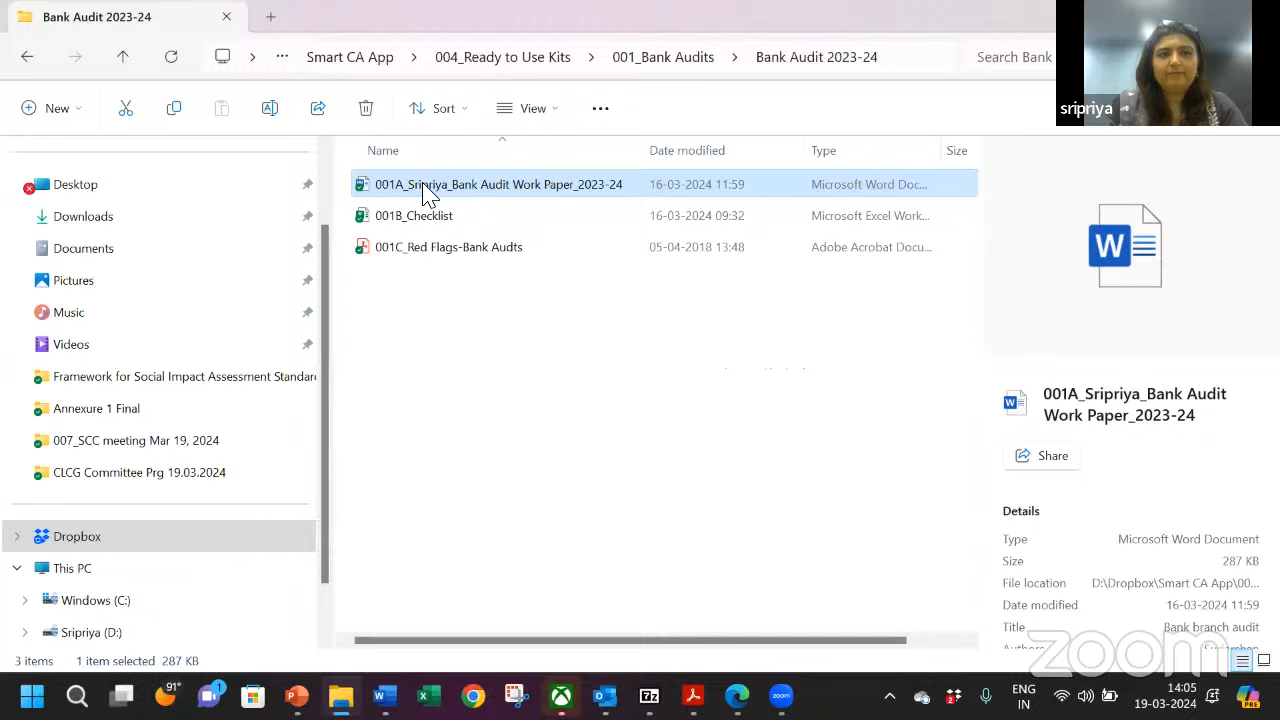 Bank Audit 2023-24
Smart CA App > 004_Ready to Use Kits > 001_Bank Audits > Bank Audit 2023-24
Search Bank
sripriya
New
Sort
View
Name
Date modified
Type
Size
001A_Sripriya_Bank Audit Work Paper_2023-24 16-03-2024 11:59 Microsoft Word Doc...
001B_Checklist 16-03-2024 09:32 Microsoft Excel Work...
001C_Red Flags-Bank Audts 05-04-2018 13:48 Adobe Acrobat Docu...
Desktop
Downloads
Documents
Pictures
Music
Videos
Framework for Social Impact Assessment Standar
Annexure 1 Final
007_SCC meeting Mar 19, 2024
CLCG Committee Prg 19.03.2024
Dropbox
This PC
Windows (C:)
Sripriya (D:)
W
001A_Sripriya_Bank Audit
Work Paper_2023-24
Share
Details
Type Microsoft Word Document
Size 287 KB
File location D:\Dropbox\Smart CA App\00...
Date modified 16-03-2024 11:59
Title Bank branch audit
zoom
3 items 1 item selected 287 KB
91°
1
7z
zoom
2
ENG
IN
14:05
19-03-2024
PRE